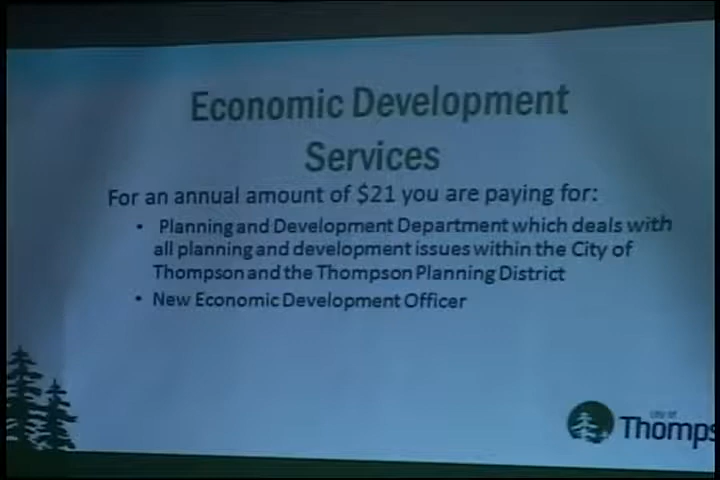 Economic Development
Services
For an annual amount of $21 you are paying for:
• Planning and Development Department which deals with
all planning and development issues within the City of
Thompson and the Thompson Planning District
• New Economic Development Officer
city of
Thomps